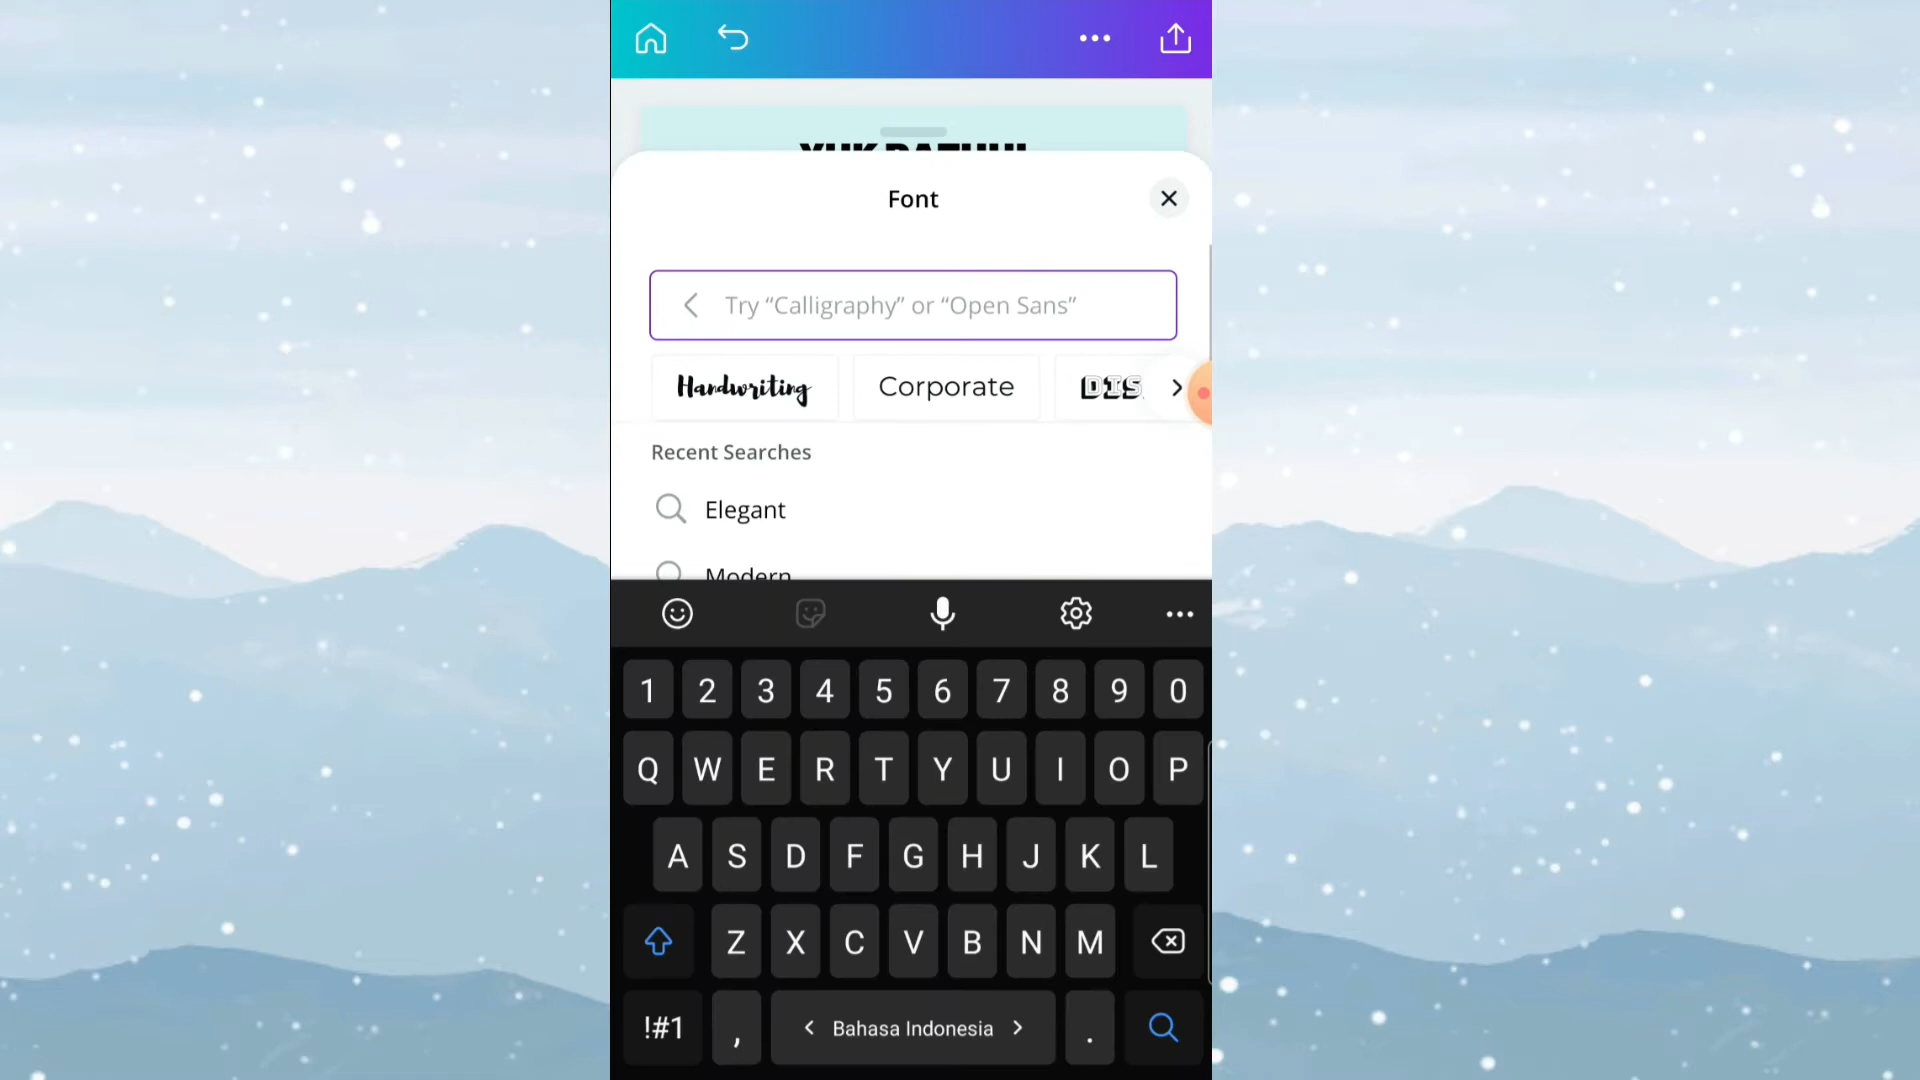 Font
Try “Calligraphy” or “Open Sans”
Handwriting Corporate DIS
Recent Searches
Elegant
Modern
1 2 3 4 5 6 7 8 9 0
Q W E R T Y U I O P
A S D F G H J K L
Z X C V B N M
!#1 , Bahasa Indonesia .